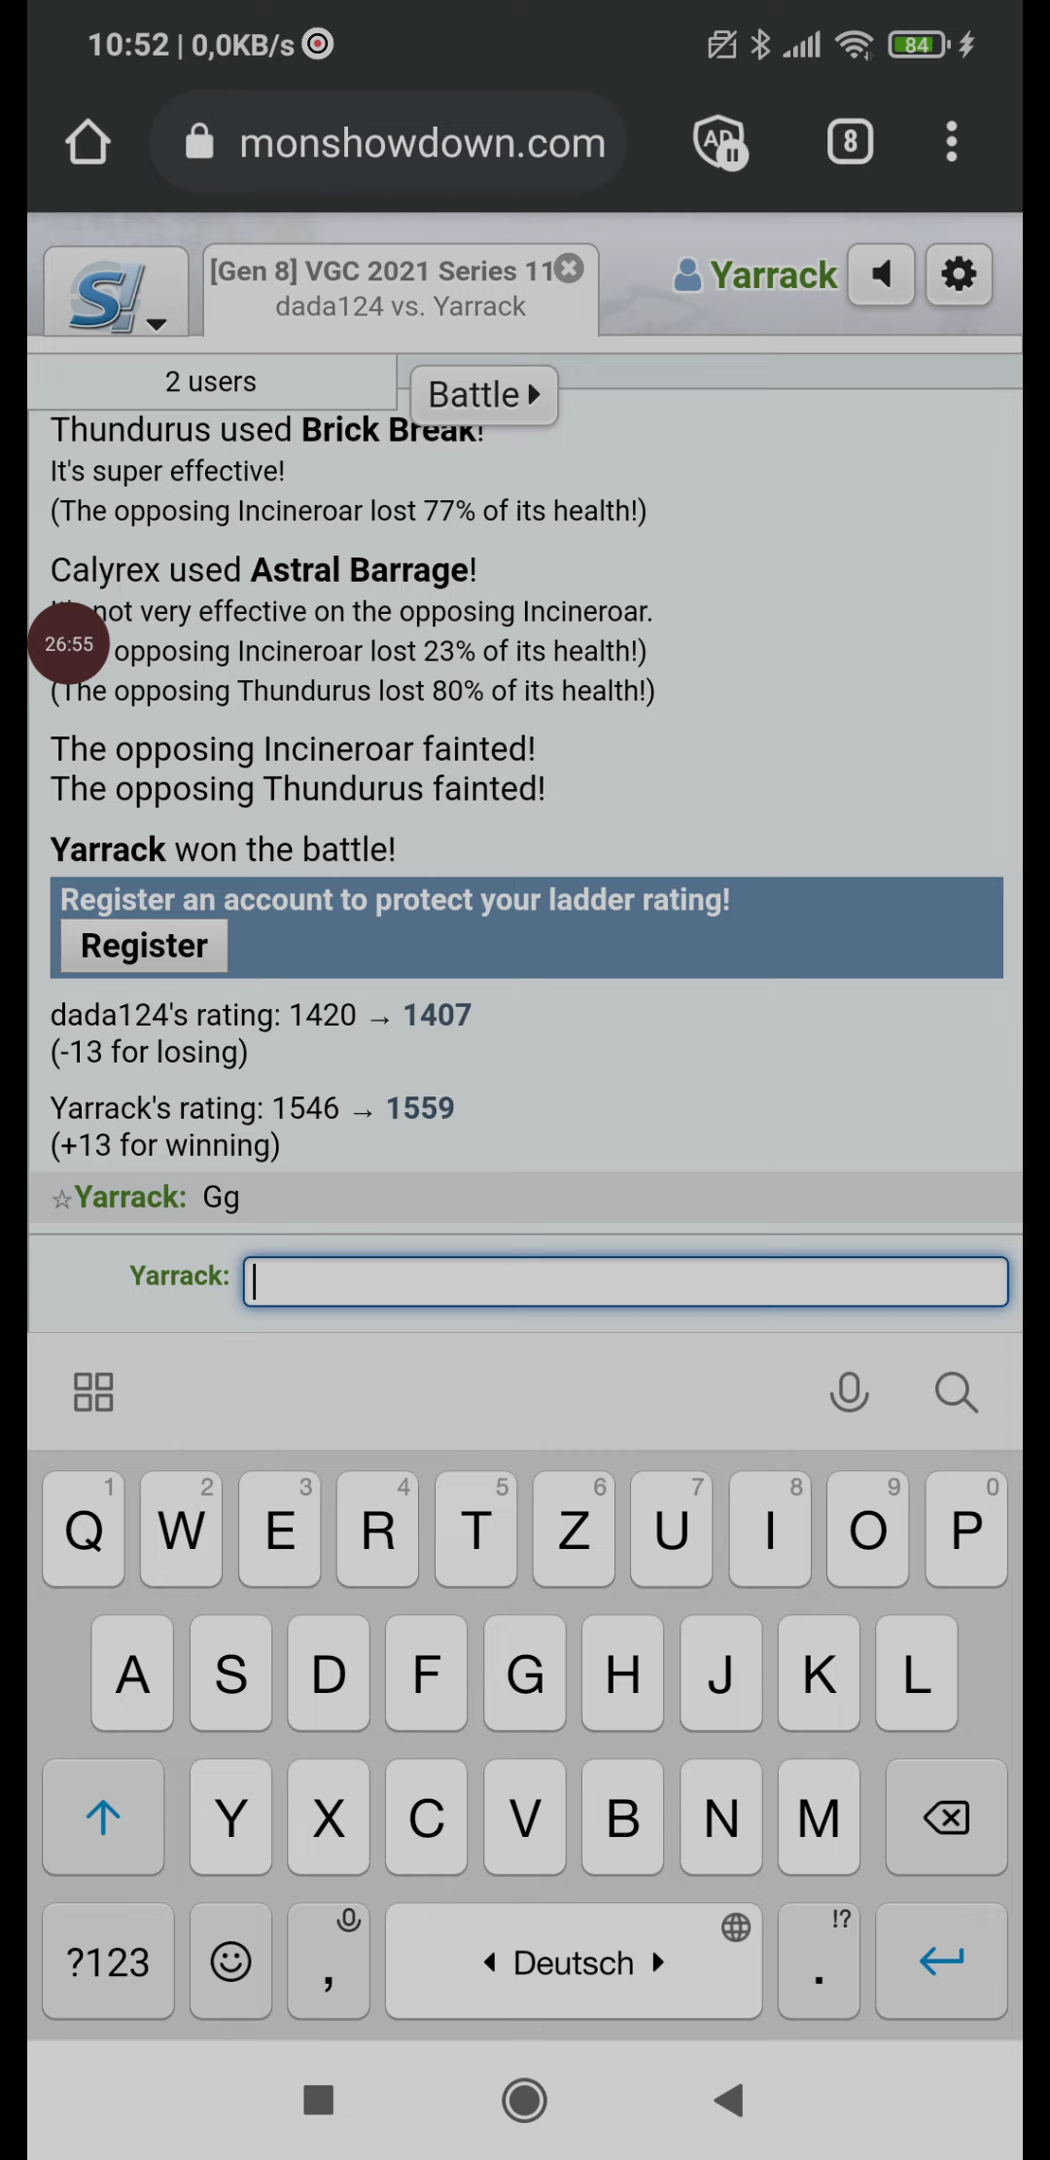 10:52 | 0,0KB/s
84
monshowdown.com
AD
8
S!
[Gen 8] VGC 2021 Series 11
dada124 vs. Yarrack
Yarrack
2 users
Battle
Thundurus used Brick Break!
It's super effective!
(The opposing Incineroar lost 77% of its health!)
Calyrex used Astral Barrage!
not very effective on the opposing Incineroar.
26:55
opposing Incineroar lost 23% of its health!)
(The opposing Thundurus lost 80% of its health!)
The opposing Incineroar fainted!
The opposing Thundurus fainted!
Yarrack won the battle!
Register an account to protect your ladder rating!
Register
dada124's rating: 1420 → 1407
(-13 for losing)
Yarrack's rating: 1546 → 1559
(+13 for winning)
☆Yarrack: Gg
Yarrack:
1 2 3 4 5 6 7 8 9 0
Q W E R T Z U I O P
A S D F G H J K L
Y X C V B N M
!?
?123 , Deutsch .